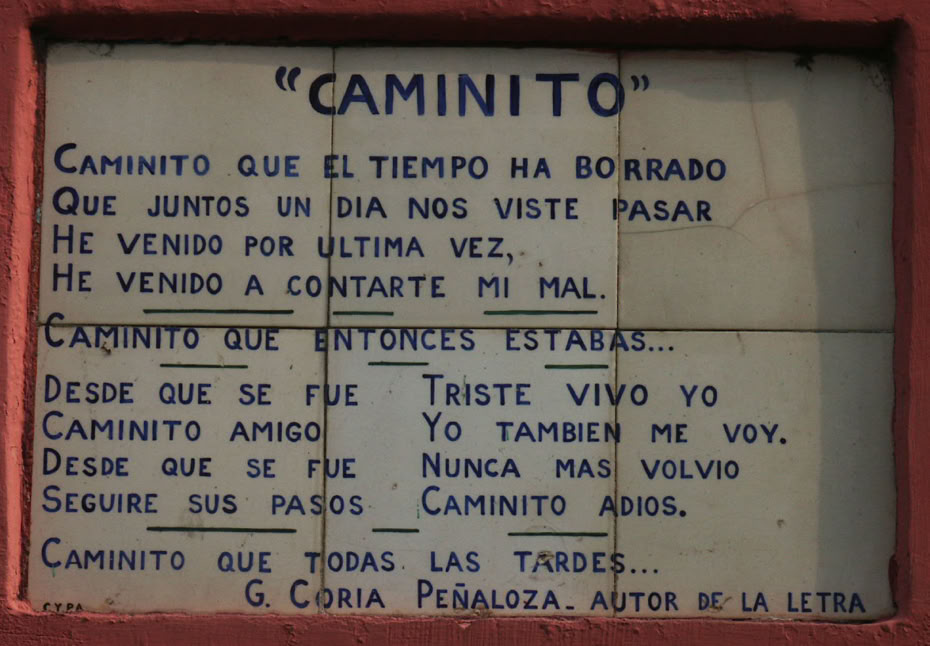 “CAMINITO”
CAMINITO QUE EL TIEMPO HA BORRADO
QUE JUNTOS UN DIA NOS VISTE PASAR
HE VENIDO POR ULTIMA VEZ,
HE VENIDO A CONTARTE MI MAL.
CAMINITO QUE ENTONCES ESTABAS...
DESDE QUE SE FUE TRISTE VIVO YO
CAMINITO AMIGO YO TAMBIEN ME VOY.
DESDE QUE SE FUE NUNCA MAS VOLVIO
SEGUIRE SUS PASOS CAMINITO ADIOS.
CAMINITO QUE TODAS LAS TARDES...
G. CORIA PEÑALOZA - AUTOR DE LA LETRA
C.Y.P.A.